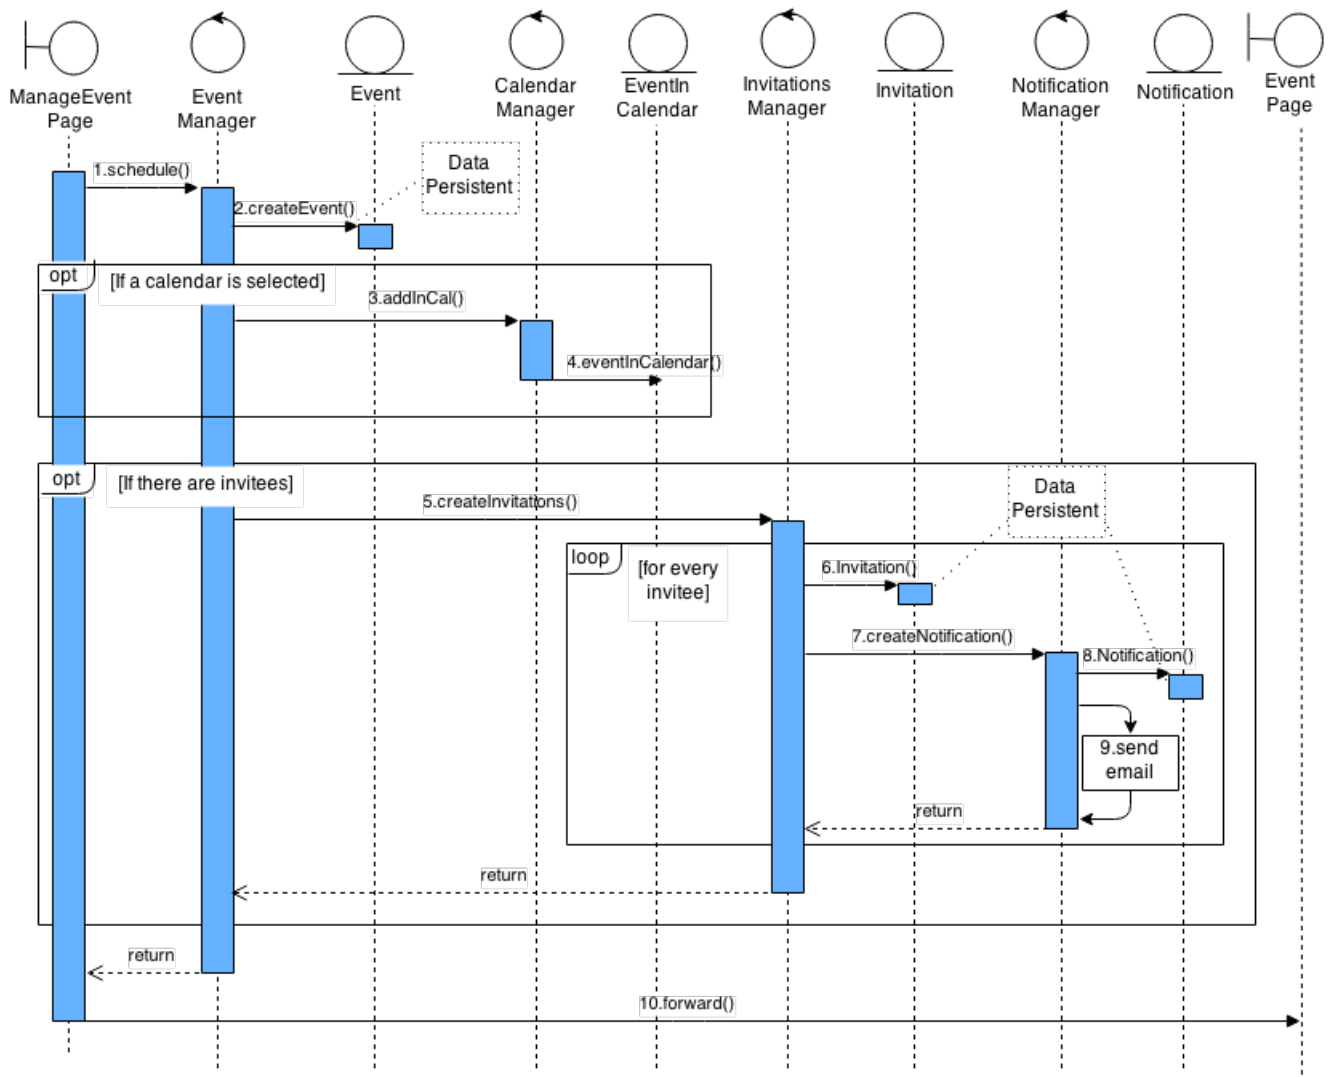 ManageEvent
Page
Event
Manager
Event
Calendar
Manager
EventIn
Calendar
Invitations
Manager
Invitation
Notification
Manager
Notification
Event
Page
1.schedule()
2.createEvent()
Data
Persistent
opt
[If a calendar is selected]
3.addInCal()
4.eventInCalendar()
opt
[If there are invitees]
5.createInvitations()
Data
Persistent
loop
[for every
invitee]
6.Invitation()
7.createNotification()
8.Notification()
9.send
email
return
return
return
10.forward()